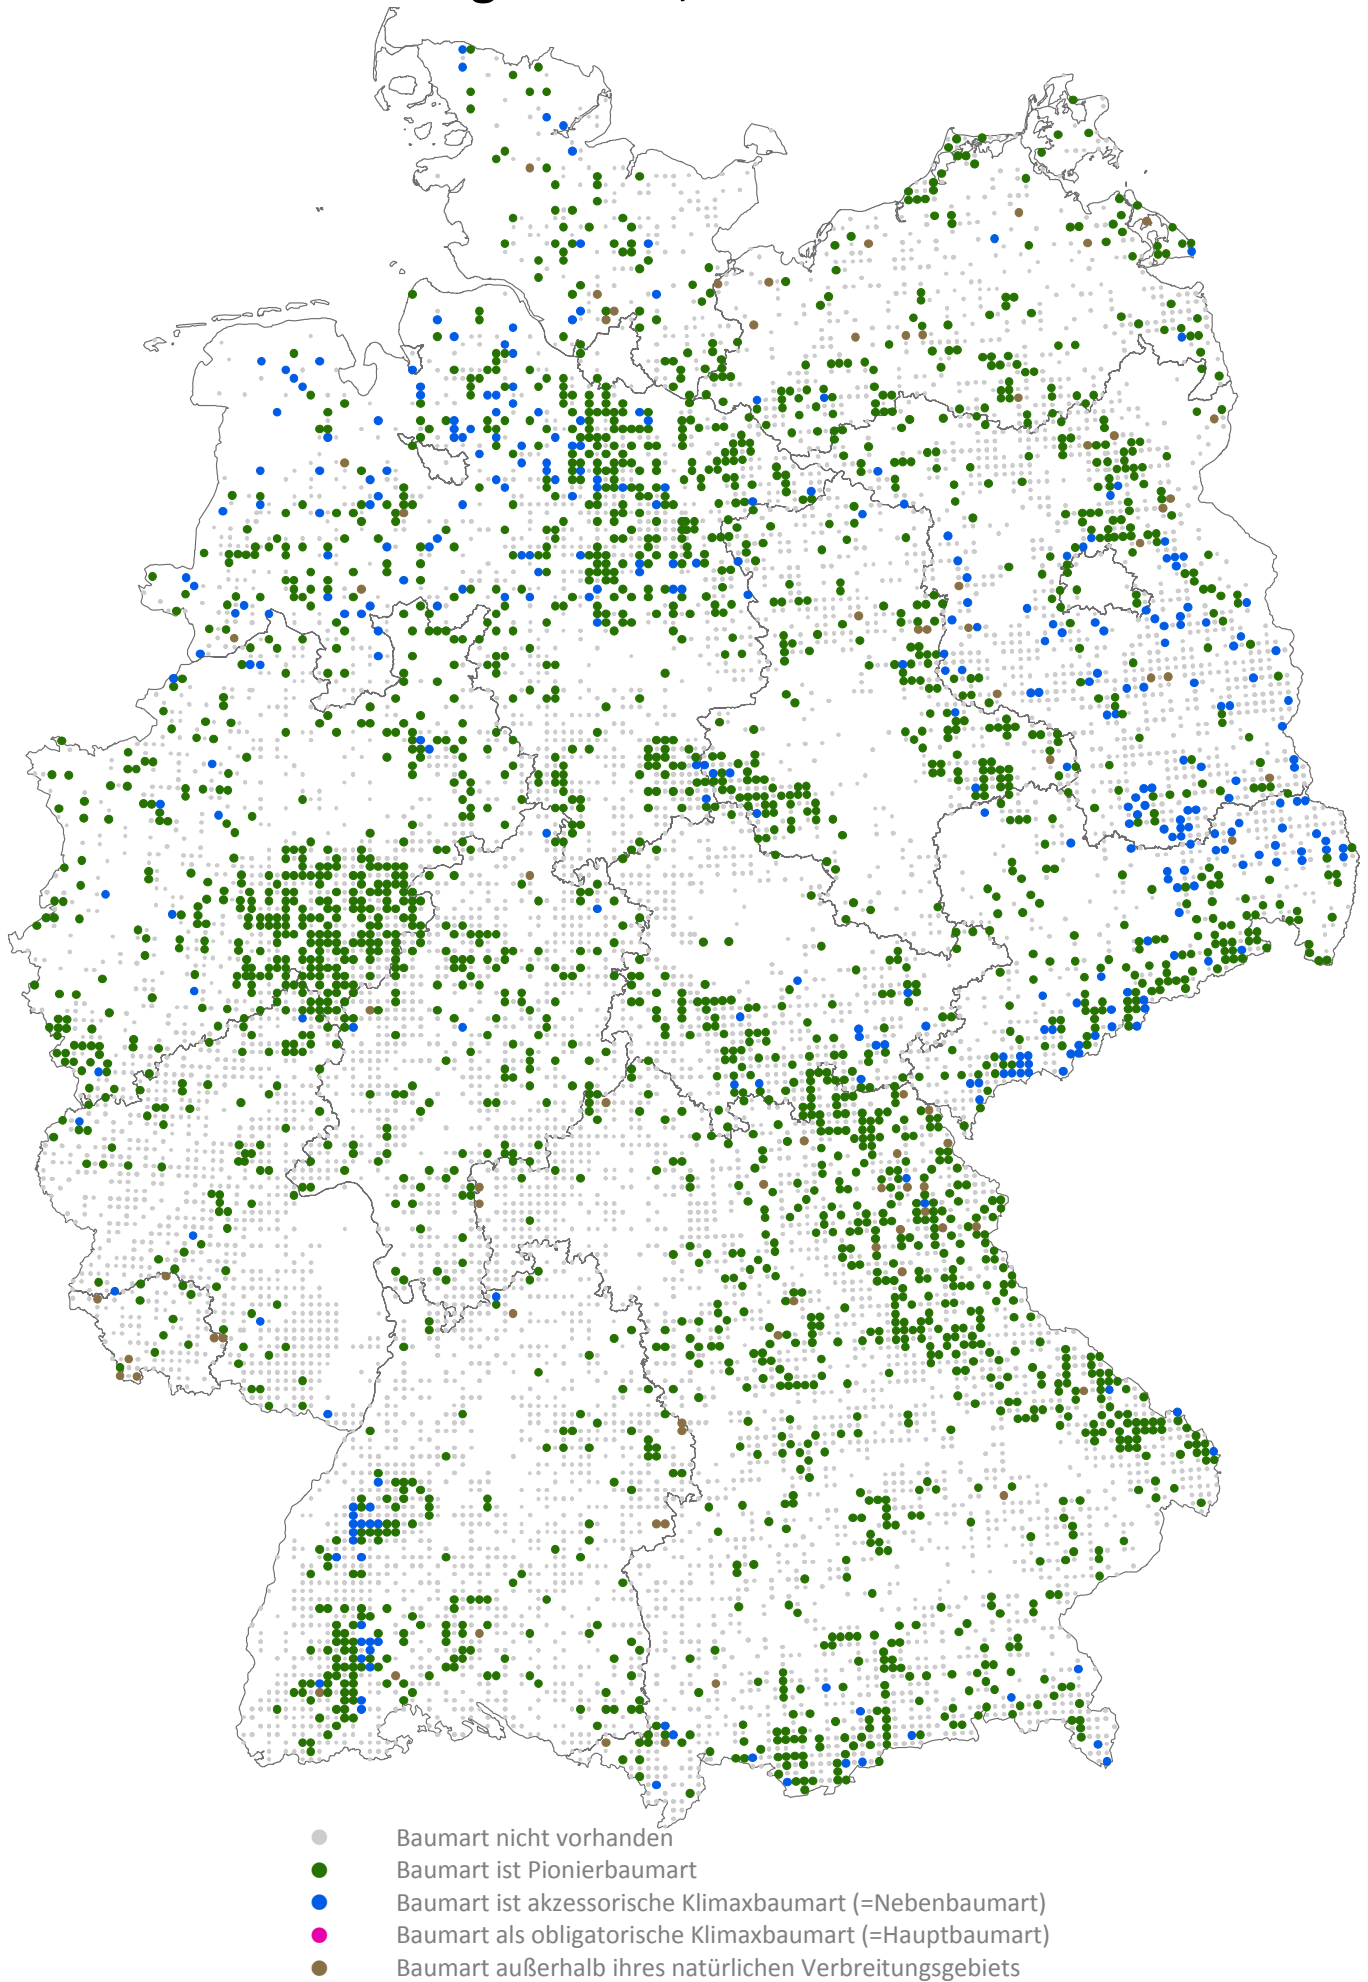 Baumart nicht vorhanden
Baumart ist Pionierbaumart
Baumart ist akzessorische Klimaxbaumart (=Nebenbaumart)
Baumart als obligatorische Klimaxbaumart (=Hauptbaumart)
Baumart außerhalb ihres natürlichen Verbreitungsgebiets